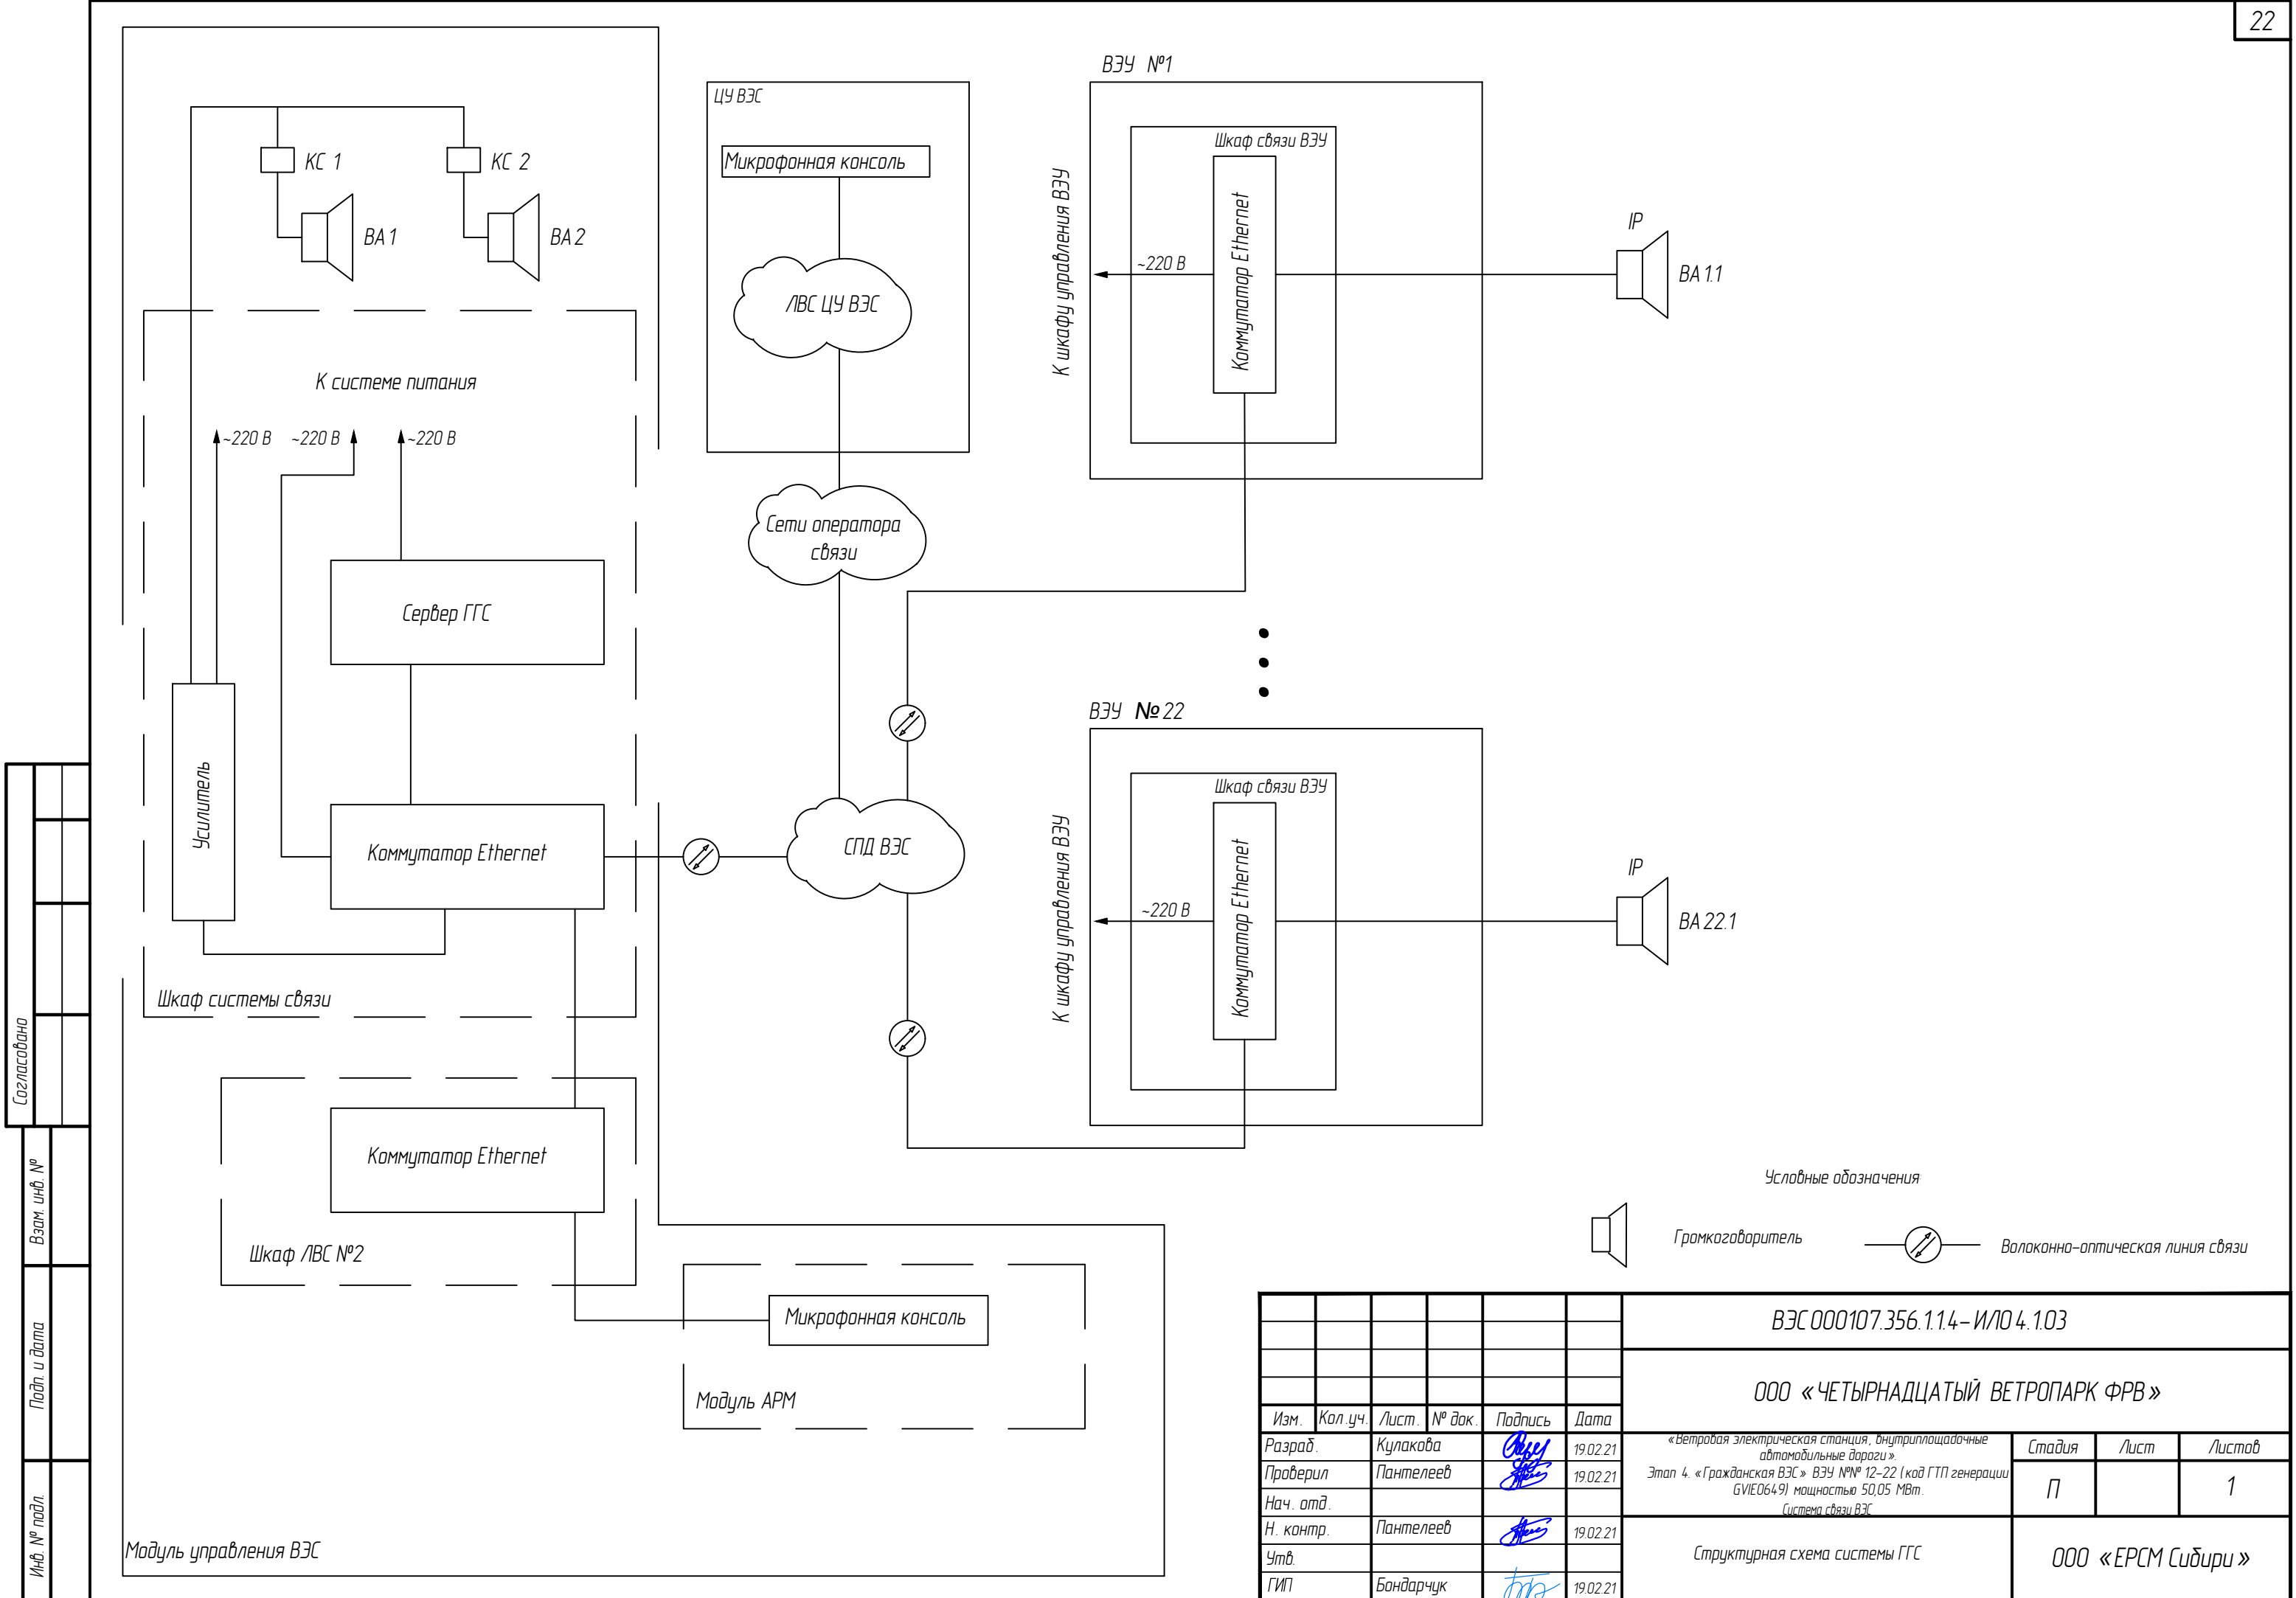 22
КС 1
КС 2
ВА 1
ВА 2
К системе питания
~220 В
~220 В
~220 В
Сервер ГГС
Усилитель
Коммутатор Ethernet
Шкаф системы связи
Коммутатор Ethernet
Шкаф ЛВС №2
Микрофонная консоль
Модуль АРМ
Модуль управления ВЭС
ЦУ ВЭС
Микрофонная консоль
ЛВС ЦУ ВЭС
Сети оператора
связи
СПД ВЭС
ВЭУ №1
К шкафу управления ВЭУ
Шкаф связи ВЭУ
~220 В
Коммутатор Ethernet
IP
ВА 1.1
ВЭУ № 22
К шкафу управления ВЭУ
Шкаф связи ВЭУ
~220 В
Коммутатор Ethernet
IP
ВА 22.1
Условные обозначения
Громкоговоритель
Волоконно-оптическая линия связи
Согласовано
Взам. инв. №
Подп. и дата
Инв. № подл.
ВЭС 000107.356.1.1.4-ИЛО 4.1.03
ООО «ЧЕТЫРНАДЦАТЫЙ ВЕТРОПАРК ФРВ»
Изм. Кол.уч. Лист. № док. Подпись Дата
Разраб. Кулакова 19.02.21
Проверил Пантелеев 19.02.21
Нач. отд.
Н. контр. Пантелеев 19.02.21
Утв.
ГИП Бондарчук 19.02.21
«Ветровая электрическая станция, внутриплощадочные
автомобильные дороги».
Этап 4. «Гражданская ВЭС» ВЭУ №№ 12-22 (код ГТП генерации
GVIE0649) мощностью 50,05 МВт.
Система связи ВЭС
Стадия Лист Листов
П 1
Структурная схема системы ГГС
ООО «ЕРСМ Сибири»